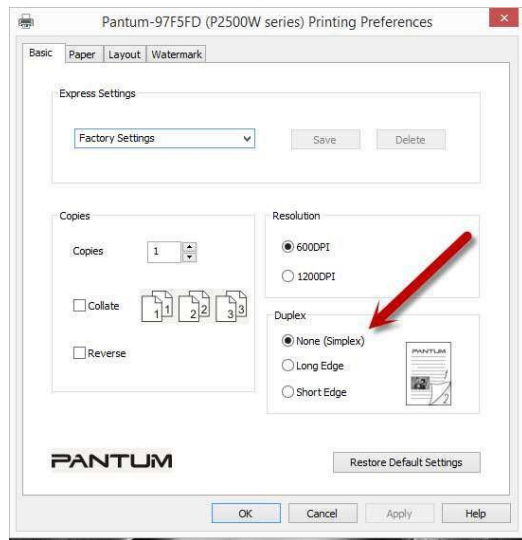 Pantum-97F5FD (P2500W series) Printing Preferences
Basic Paper Layout Watermark
Express Settings
Factory Settings Save Delete
Copies
Copies 1
Collate 1 1 2 2 3 3
Reverse
Resolution
600DPI
1200DPI
Duplex
None (Simplex)
Long Edge
Short Edge
PANTUM
2
PANTUM
Restore Default Settings
OK Cancel Apply Help